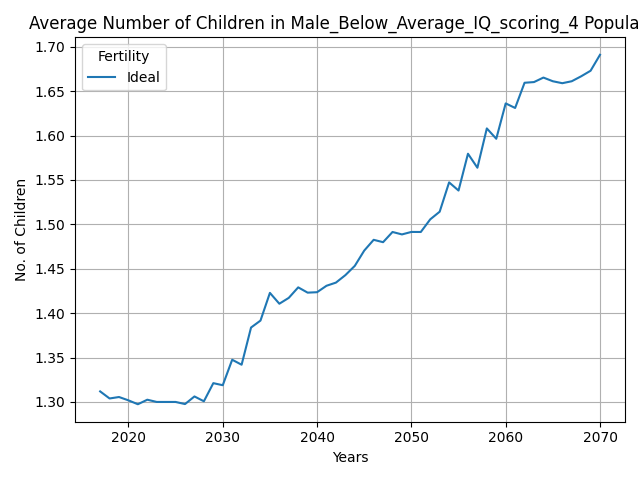 Average Number of Children in Male_Below_Average_IQ_scoring_4 Popula
1.70
1.65
1.60
1.55
1.50
1.45
1.40
1.35
1.30
No. of Children
Fertility
Ideal
2020 2030 2040 2050 2060 2070
Years